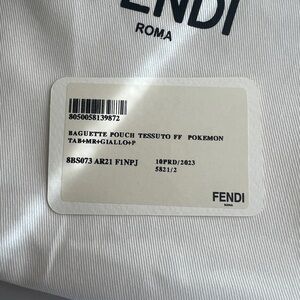 FENDI
ROMA
8050058139872
BAGUETTE POUCH TESSUTO FF POKEMON
TAB+MR+GIALLO+P
8BS073 AR21 F1NPJ
10PRD/2023
5821/2
FENDI
ROMA